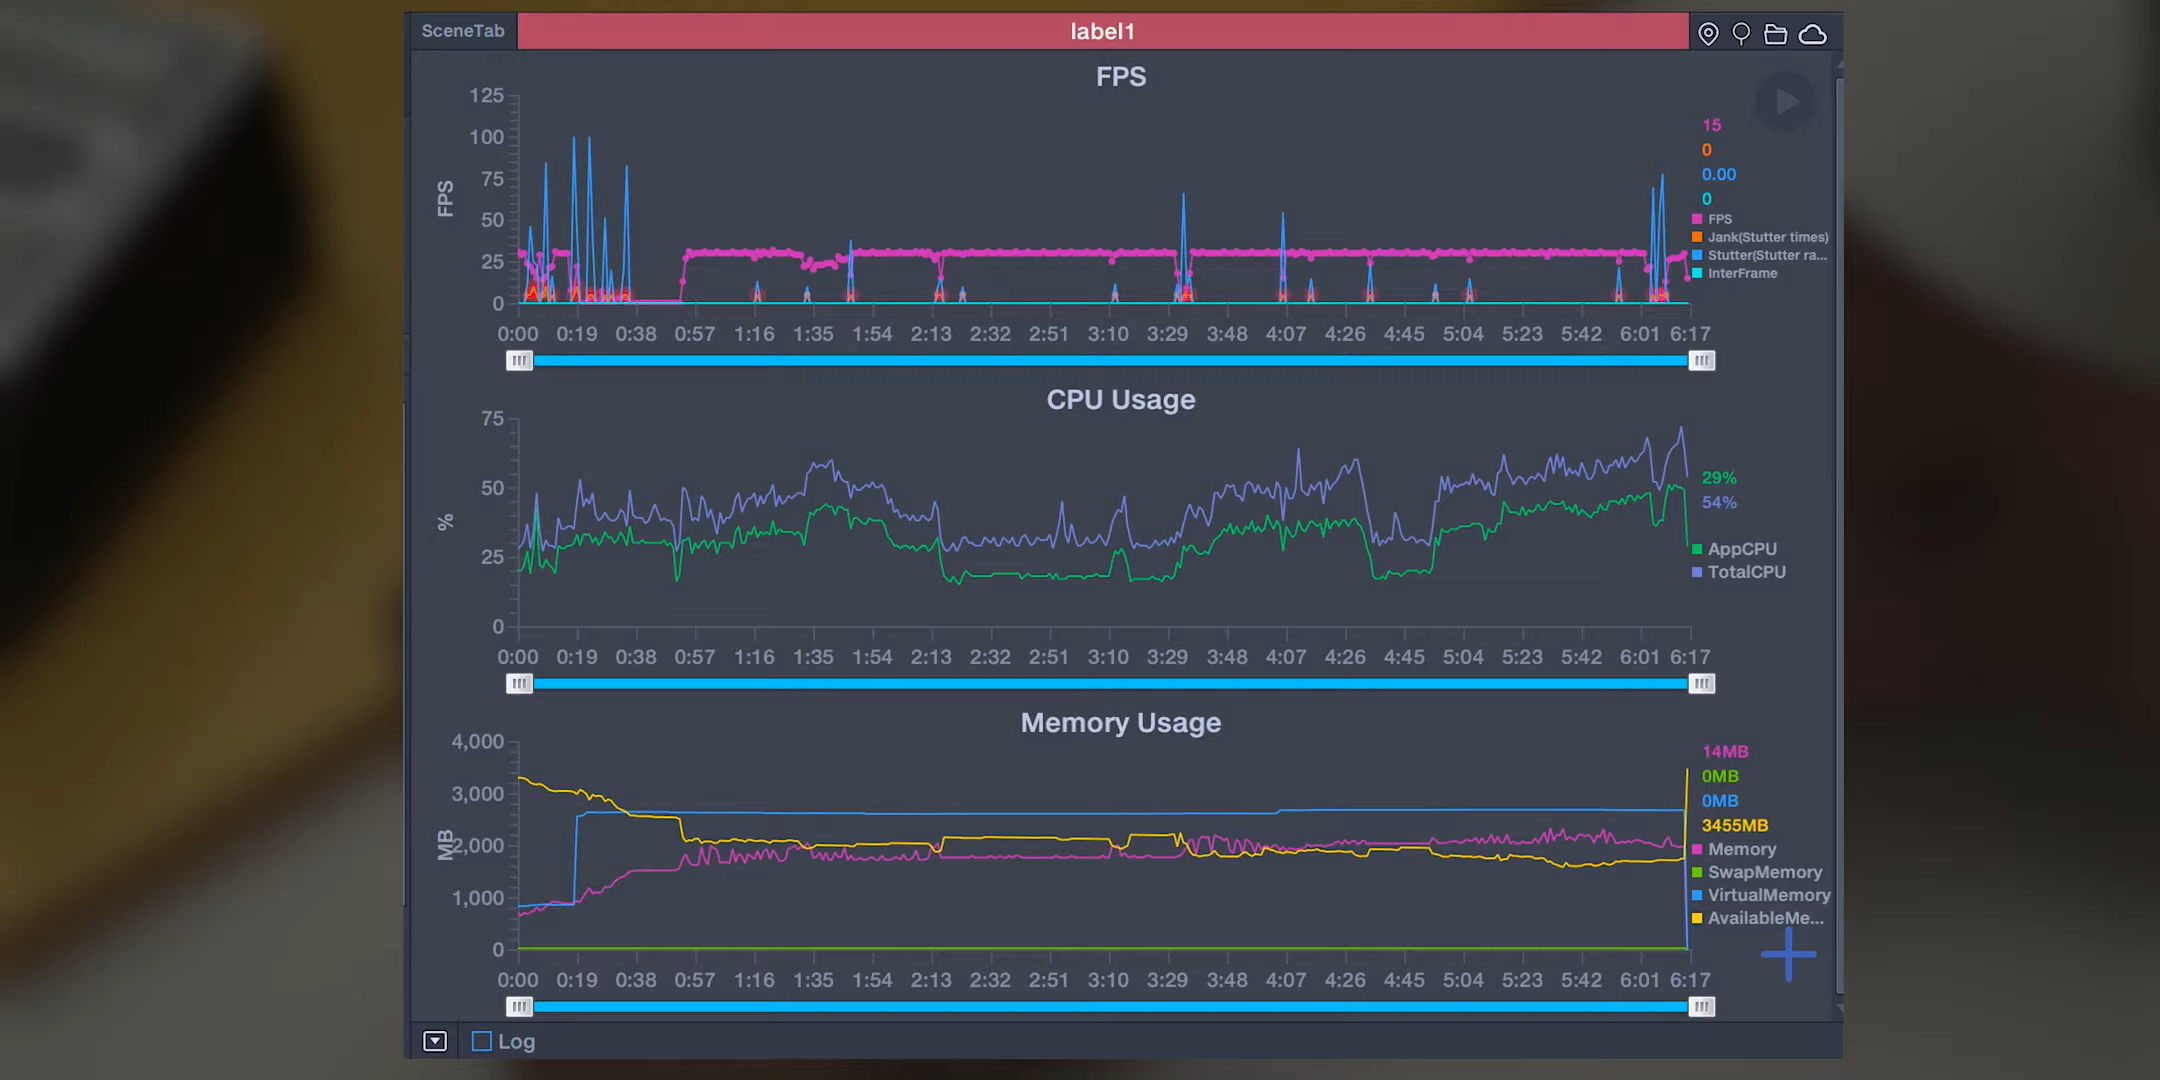 SceneTab
label1
FPS
125
100
75
50
25
0
FPS
15
0
0.00
0
FPS
Jank(Stutter times)
Stutter(Stutter ra...
InterFrame
0:00 0:19 0:38 0:57 1:16 1:35 1:54 2:13 2:32 2:51 3:10 3:29 3:48 4:07 4:26 4:45 5:04 5:23 5:42 6:01 6:17
CPU Usage
75
50
25
0
%
29%
54%
AppCPU
TotalCPU
0:00 0:19 0:38 0:57 1:16 1:35 1:54 2:13 2:32 2:51 3:10 3:29 3:48 4:07 4:26 4:45 5:04 5:23 5:42 6:01 6:17
Memory Usage
4,000
3,000
2,000
1,000
0
MB
14MB
0MB
0MB
3455MB
Memory
SwapMemory
VirtualMemory
AvailableMe...
0:00 0:19 0:38 0:57 1:16 1:35 1:54 2:13 2:32 2:51 3:10 3:29 3:48 4:07 4:26 4:45 5:04 5:23 5:42 6:01 6:17
Log